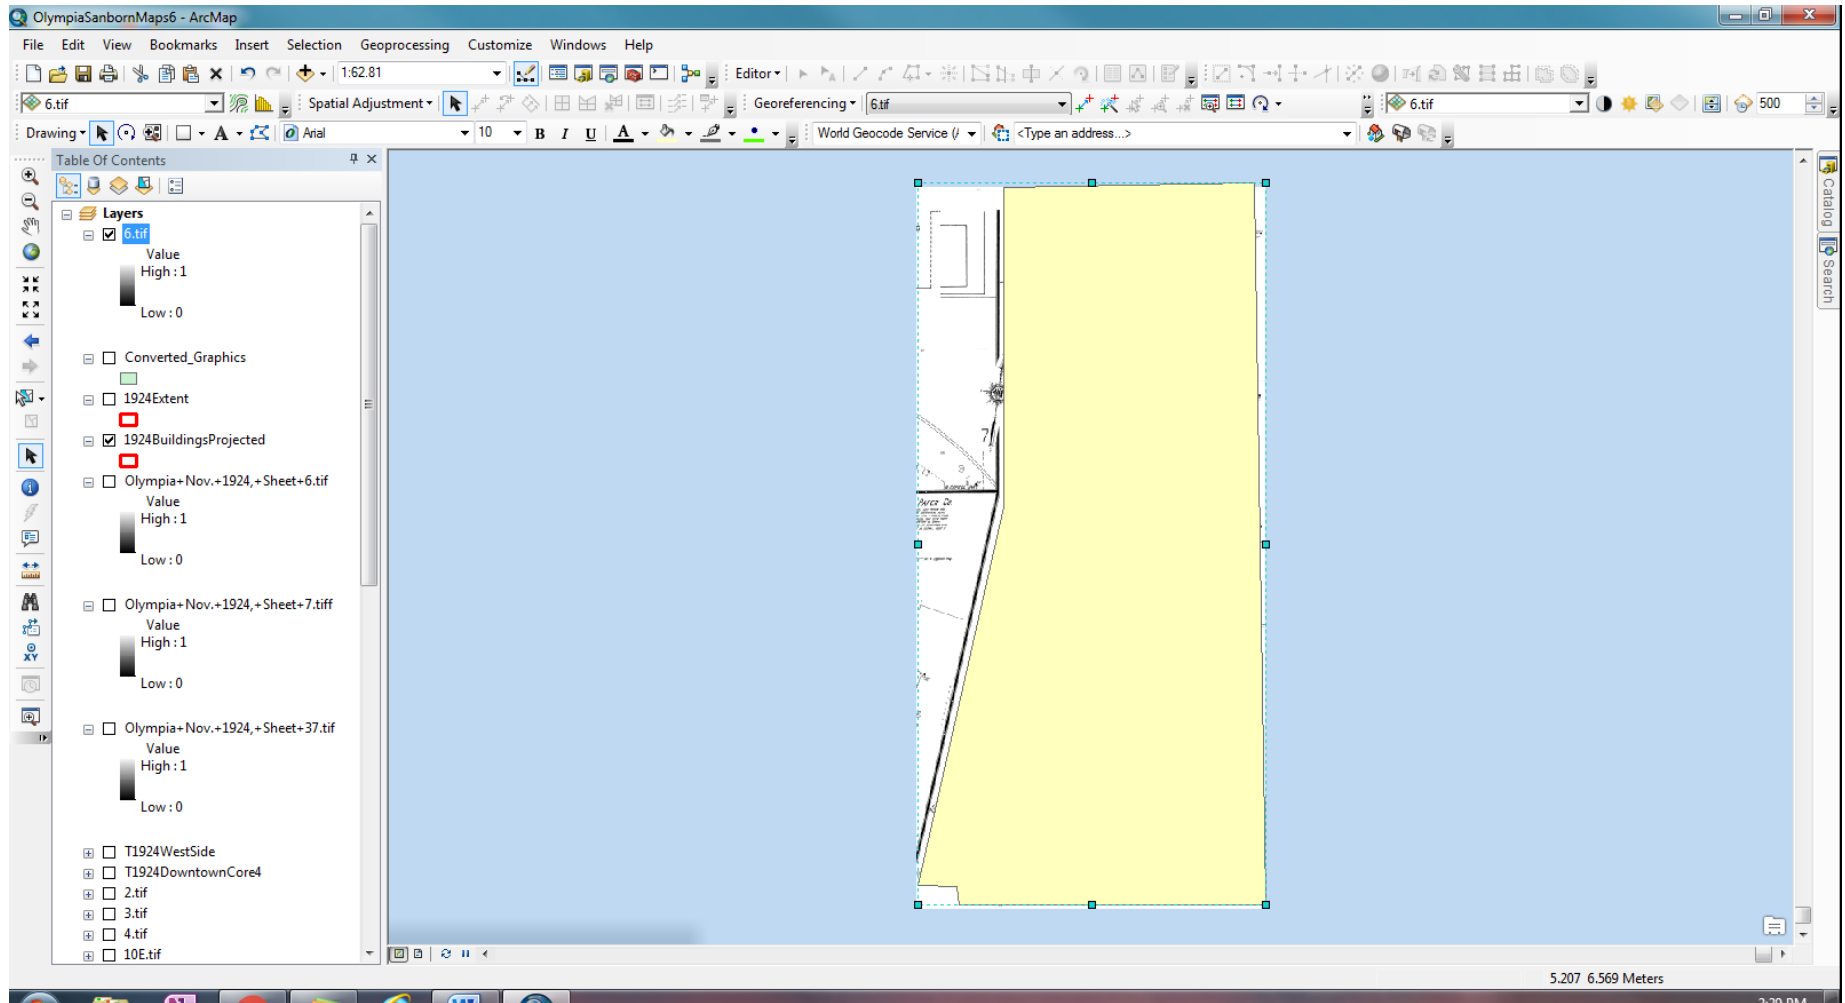 OlympiaSanbornMaps6 - ArcMap
File Edit View Bookmarks Insert Selection Geoprocessing Customize Windows Help
1:62.81 Editor
6.tif Spatial Adjustment Georeferencing 6.tif 6.tif 500
Drawing A Arial 10 B I U A World Geocode Service (A <Type an address...>
Table Of Contents
Catalog
Search
Layers
6.tif
Value
High : 1
Low : 0
Converted_Graphics
1924Extent
1924BuildingsProjected
Olympia+Nov.+1924,+Sheet+6.tif
Value
High : 1
Low : 0
Olympia+Nov.+1924,+Sheet+7.tiff
Value
High : 1
Low : 0
Olympia+Nov.+1924,+Sheet+37.tif
Value
High : 1
Low : 0
T1924WestSide
T1924DowntownCore4
2.tif
3.tif
4.tif
10E.tif
XY
7
5.207 6.569 Meters